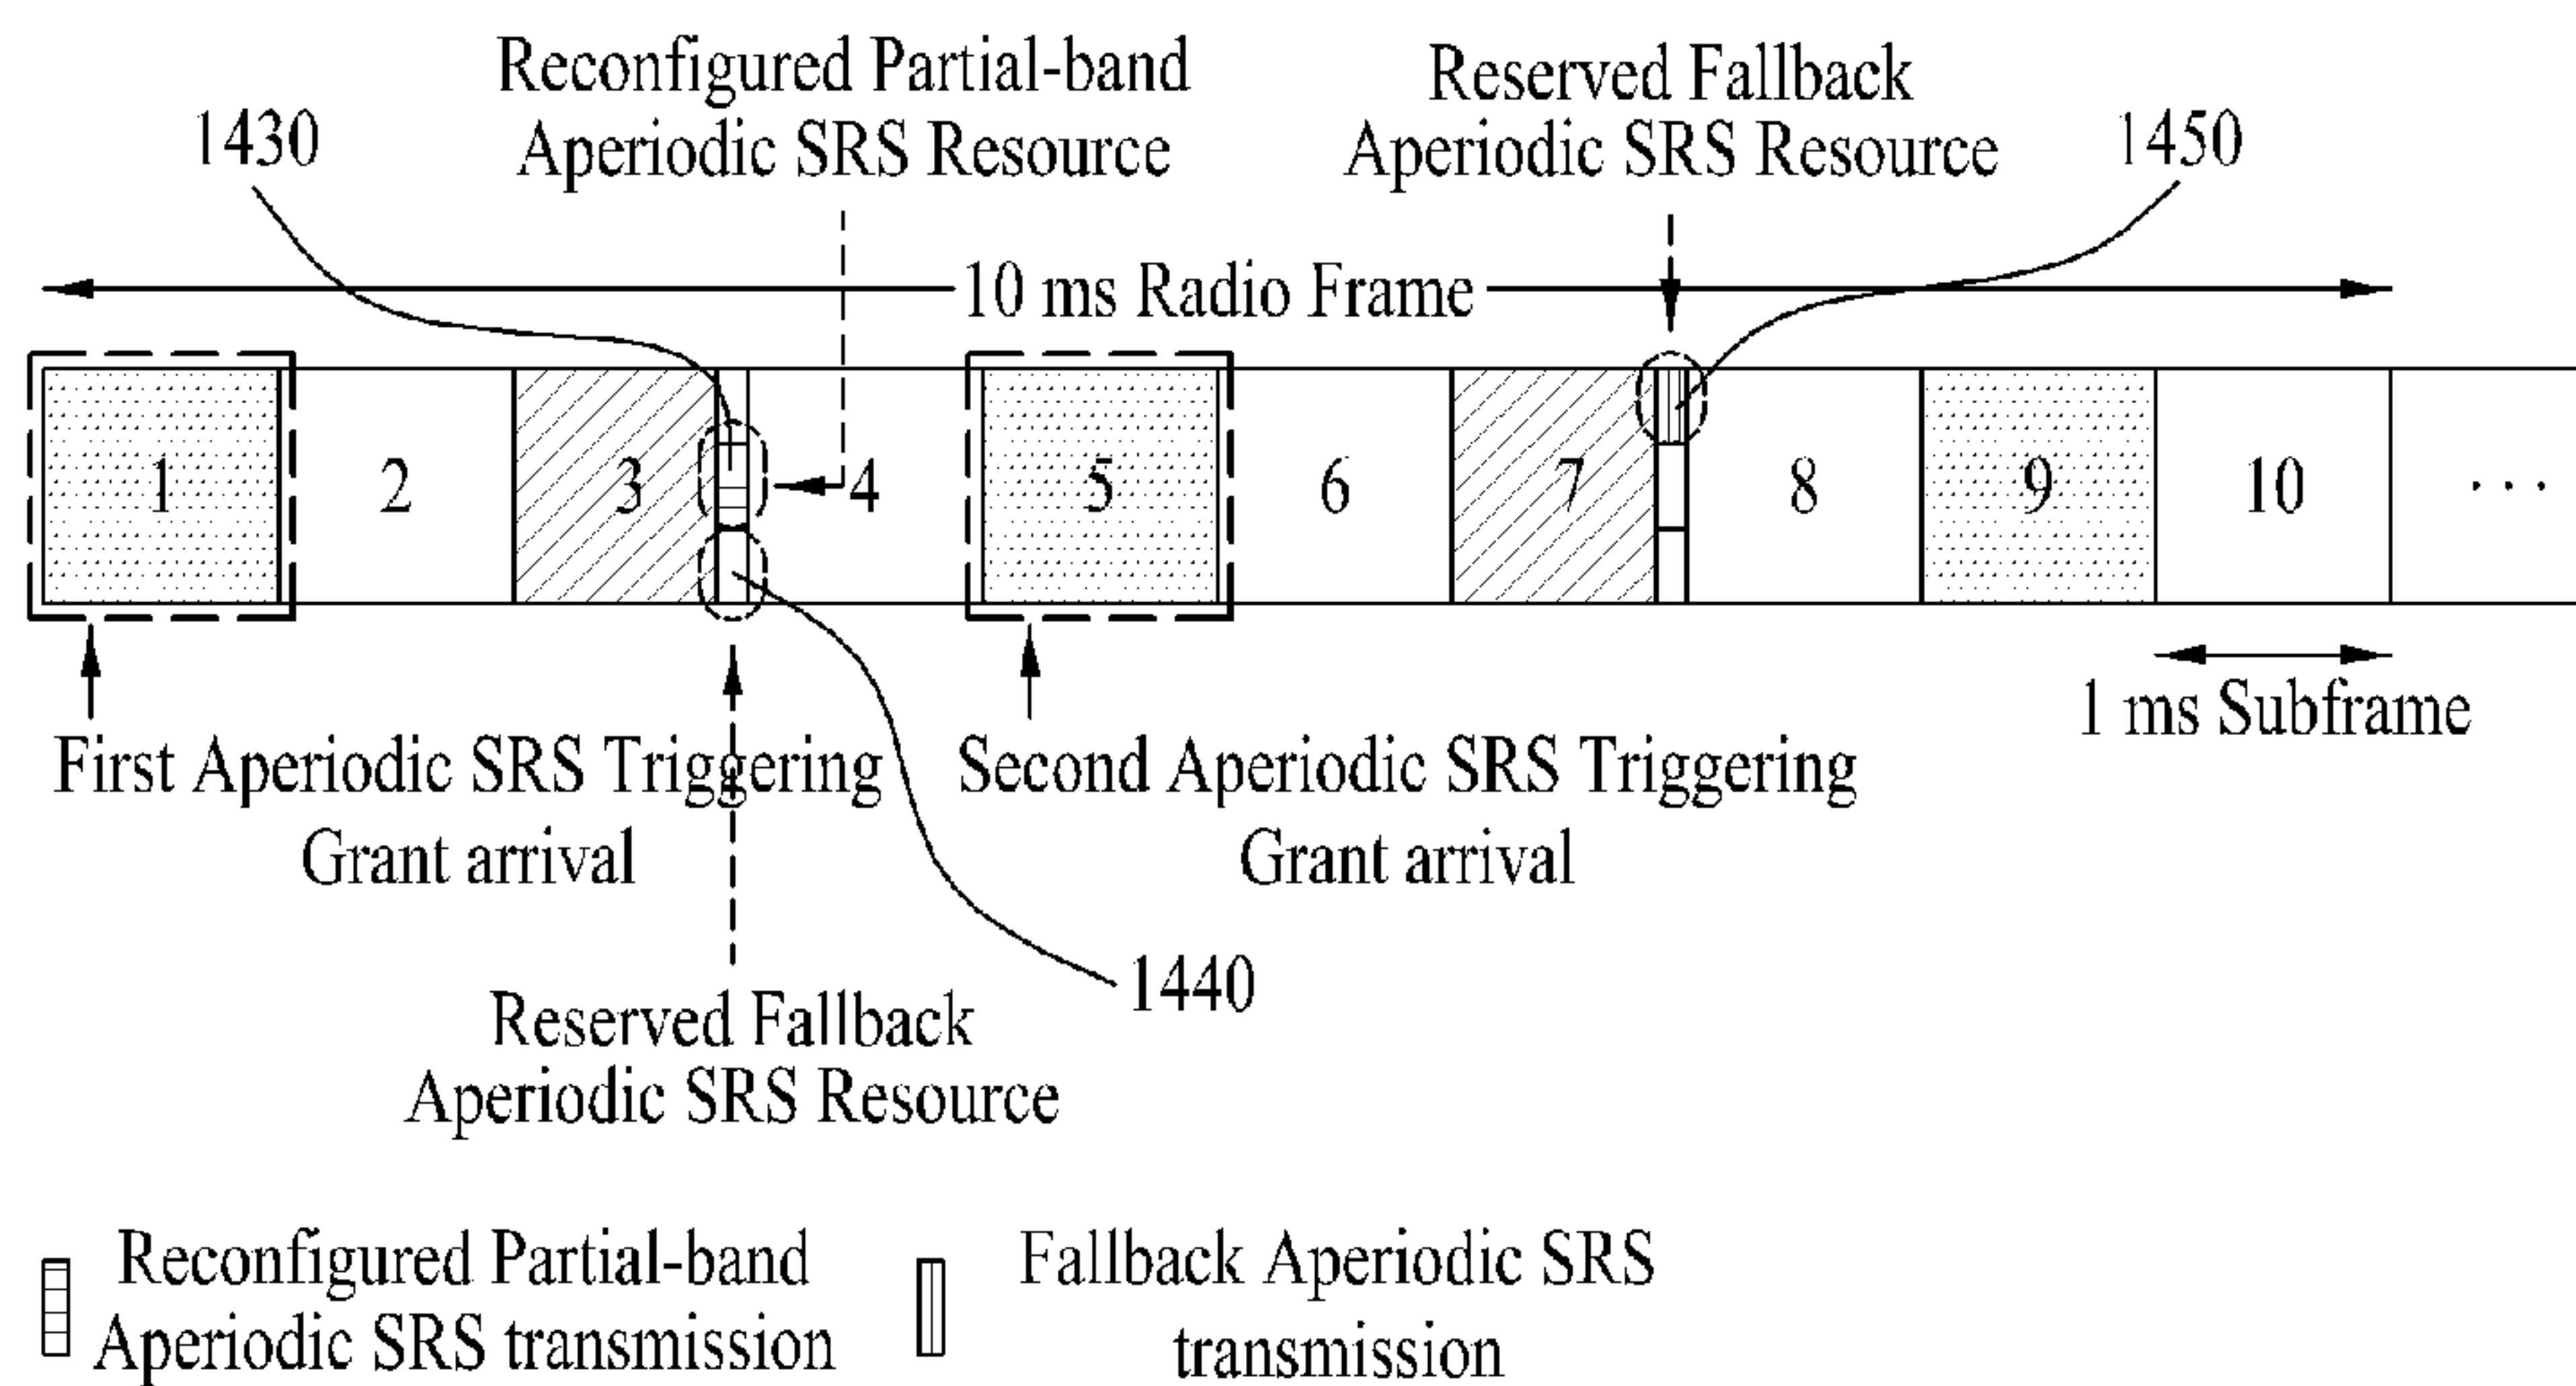 Reconfigured Partial-band
Aperiodic SRS Resource
Reserved Fallback
Aperiodic SRS Resource
1430
1450
10 ms Radio Frame
1
2
3
4
5
6
7
8
9
10
...
1 ms Subframe
First Aperiodic SRS Triggering
Grant arrival
Second Aperiodic SRS Triggering
Grant arrival
1440
Reserved Fallback
Aperiodic SRS Resource
Reconfigured Partial-band
Aperiodic SRS transmission
Fallback Aperiodic SRS
transmission